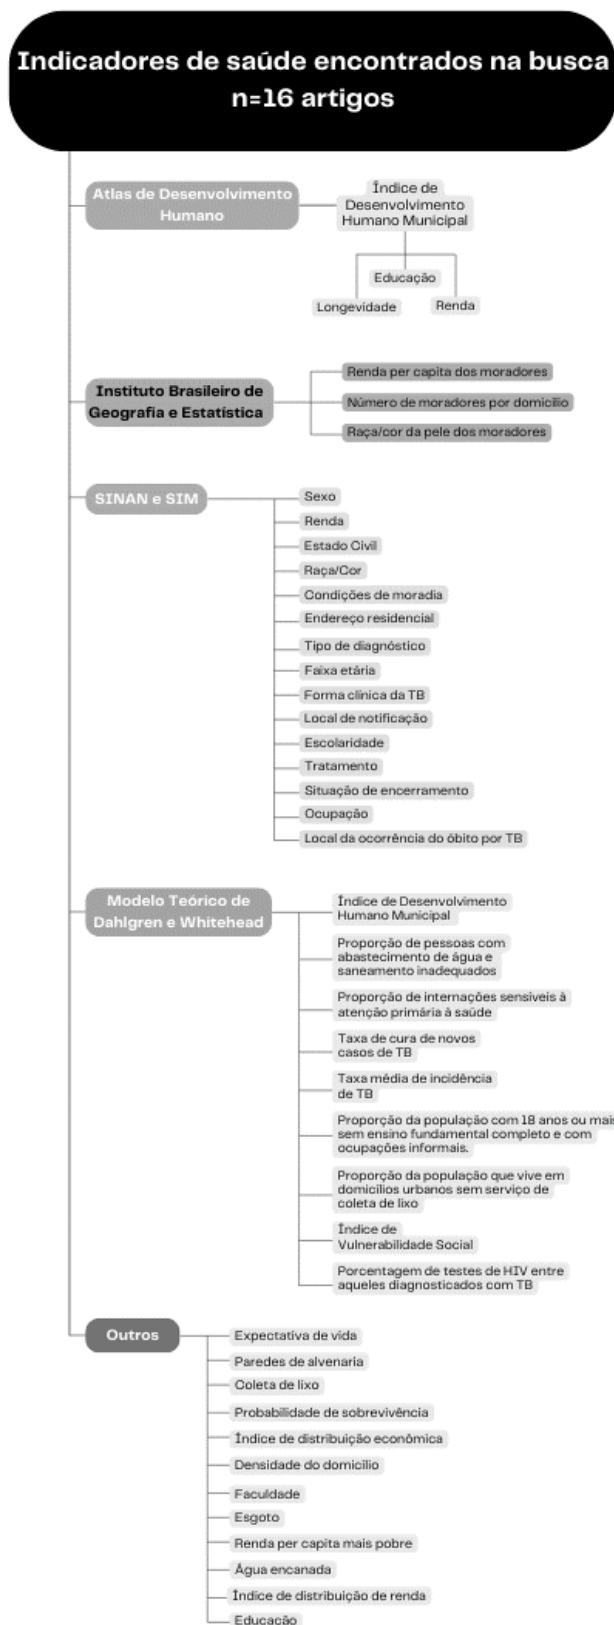 Indicadores de saúde encontrados na busca
n=16 artigos
Atlas de Desenvolvimento
Humano
Índice de
Desenvolvimento
Humano Municipal
Educação
Longevidade
Renda
Instituto Brasileiro de
Geografia e Estatística
Renda per capita dos moradores
Número de moradores por domicílio
Raça/cor da pele dos moradores
SINAN e SIM
Sexo
Renda
Estado Civil
Raça/Cor
Condições de moradia
Endereço residencial
Tipo de diagnóstico
Faixa etária
Forma clínica da TB
Local de notificação
Escolaridade
Tratamento
Situação de encerramento
Ocupação
Local da ocorrência do óbito por TB
Modelo Teórico de
Dahlgren e Whitehead
Índice de Desenvolvimento
Humano Municipal
Proporção de pessoas com
abastecimento de água e
saneamento inadequados
Proporção de internações sensíveis à
atenção primária à saúde
Taxa de cura de novos
casos de TB
Taxa média de incidência
de TB
Proporção da população com 18 anos ou mais
sem ensino fundamental completo e com
ocupações informais.
Proporção da população que vive em
domicílios urbanos sem serviço de
coleta de lixo
Índice de
Vulnerabilidade Social
Porcentagem de testes de HIV entre
aqueles diagnosticados com TB
Outros
Expectativa de vida
Paredes de alvenaria
Coleta de lixo
Probabilidade de sobrevivência
Índice de distribuição econômica
Densidade do domicílio
Faculdade
Esgoto
Renda per capita mais pobre
Água encanada
Índice de distribuição de renda
Educação